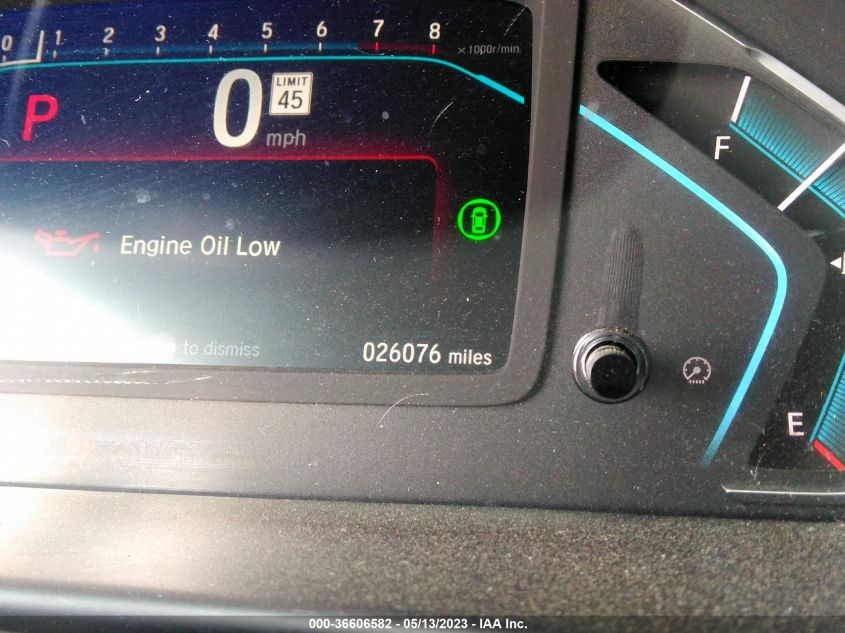 0 1 2 3 4 5 6 7 8
x 1000r/min
P 0 mph
LIMIT
45
F
Engine Oil Low
to dismiss
026076 miles
E
000-36606582 - 05/13/2023 - IAA Inc.